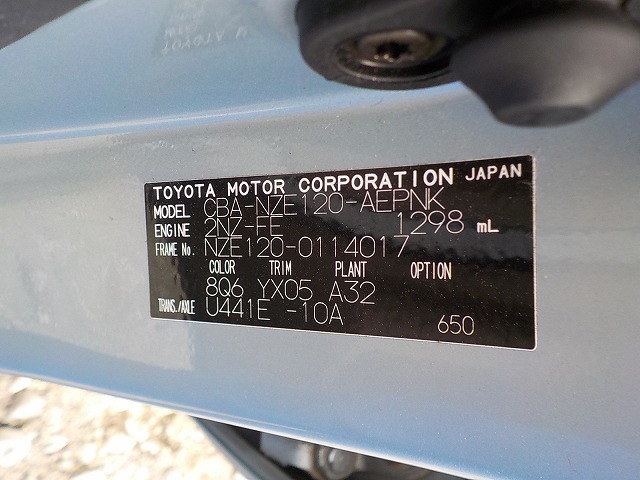 TOYOTA MOTOR CORPORATION JAPAN
MODEL CBA-NZE120-AEPNK
ENGINE 2NZ-FE 1298 mL
FRAME No. NZE120-0114017
COLOR TRIM PLANT OPTION
8Q6 YX05 A32
TRANS./AXLE U441E -10A
650